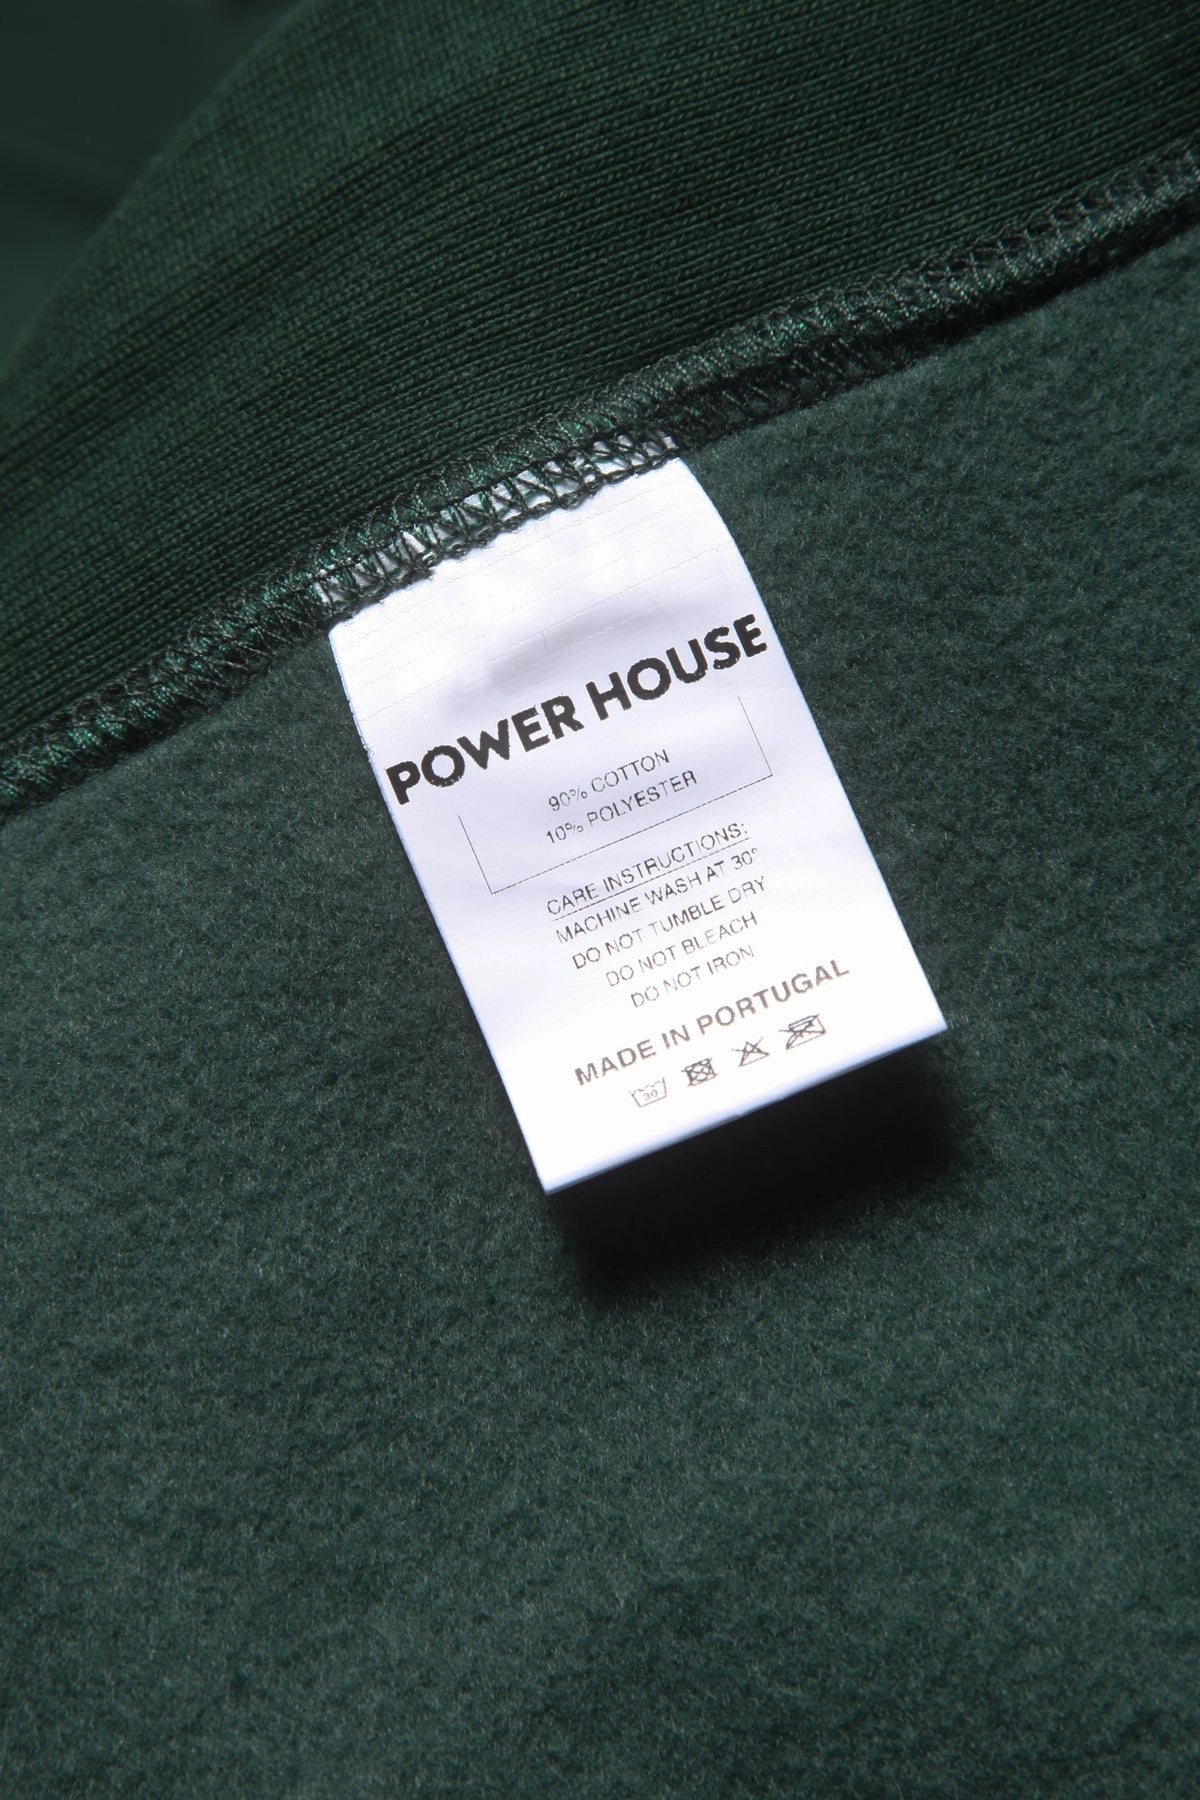 POWER HOUSE
90% COTTON
10% POLYESTER
CARE INSTRUCTIONS:
MACHINE WASH AT 30°
DO NOT TUMBLE DRY
DO NOT BLEACH
DO NOT IRON
MADE IN PORTUGAL
30